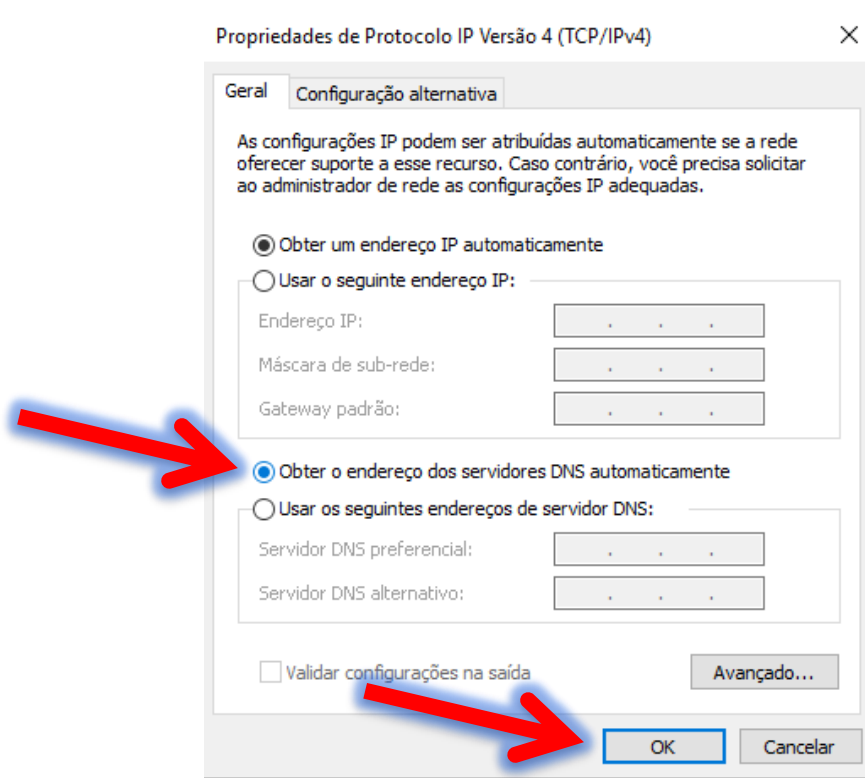 Propriedades de Protocolo IP Versão 4 (TCP/IPv4)
Geral
Configuração alternativa
As configurações IP podem ser atribuídas automaticamente se a rede
oferecer suporte a esse recurso. Caso contrário, você precisa solicitar
ao administrador de rede as configurações IP adequadas.
Obter um endereço IP automaticamente
Usar o seguinte endereço IP:
Endereço IP:
Máscara de sub-rede:
Gateway padrão:
Obter o endereço dos servidores DNS automaticamente
Usar os seguintes endereços de servidor DNS:
Servidor DNS preferencial:
Servidor DNS alternativo:
Validar configurações na saída
Avançado...
OK
Cancelar